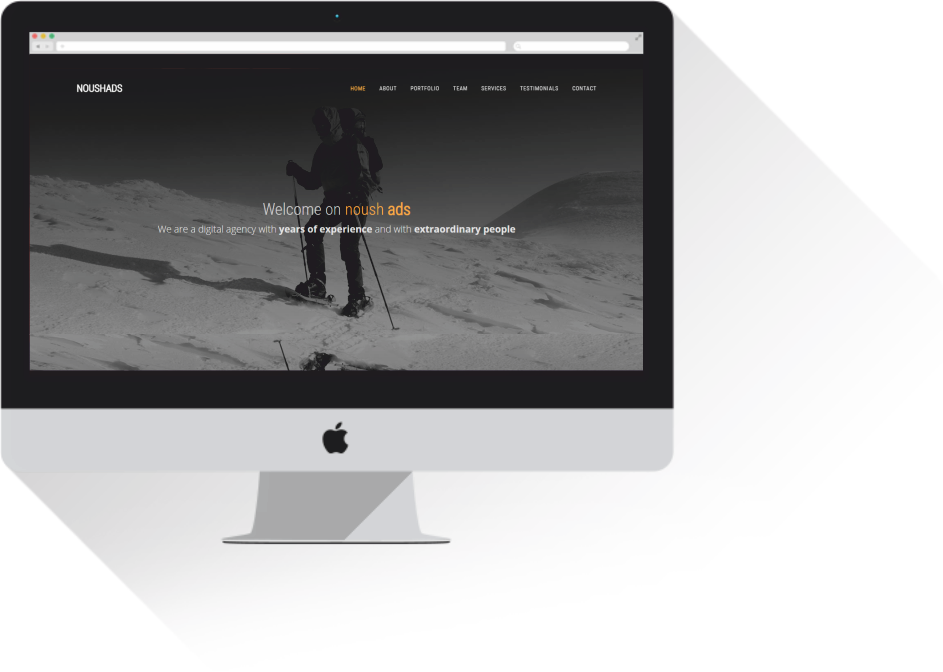 NOUSHADS
HOME ABOUT PORTFOLIO TEAM SERVICES TESTIMONIALS CONTACT
Welcome on noush ads
We are a digital agency with years of experience and with extraordinary people